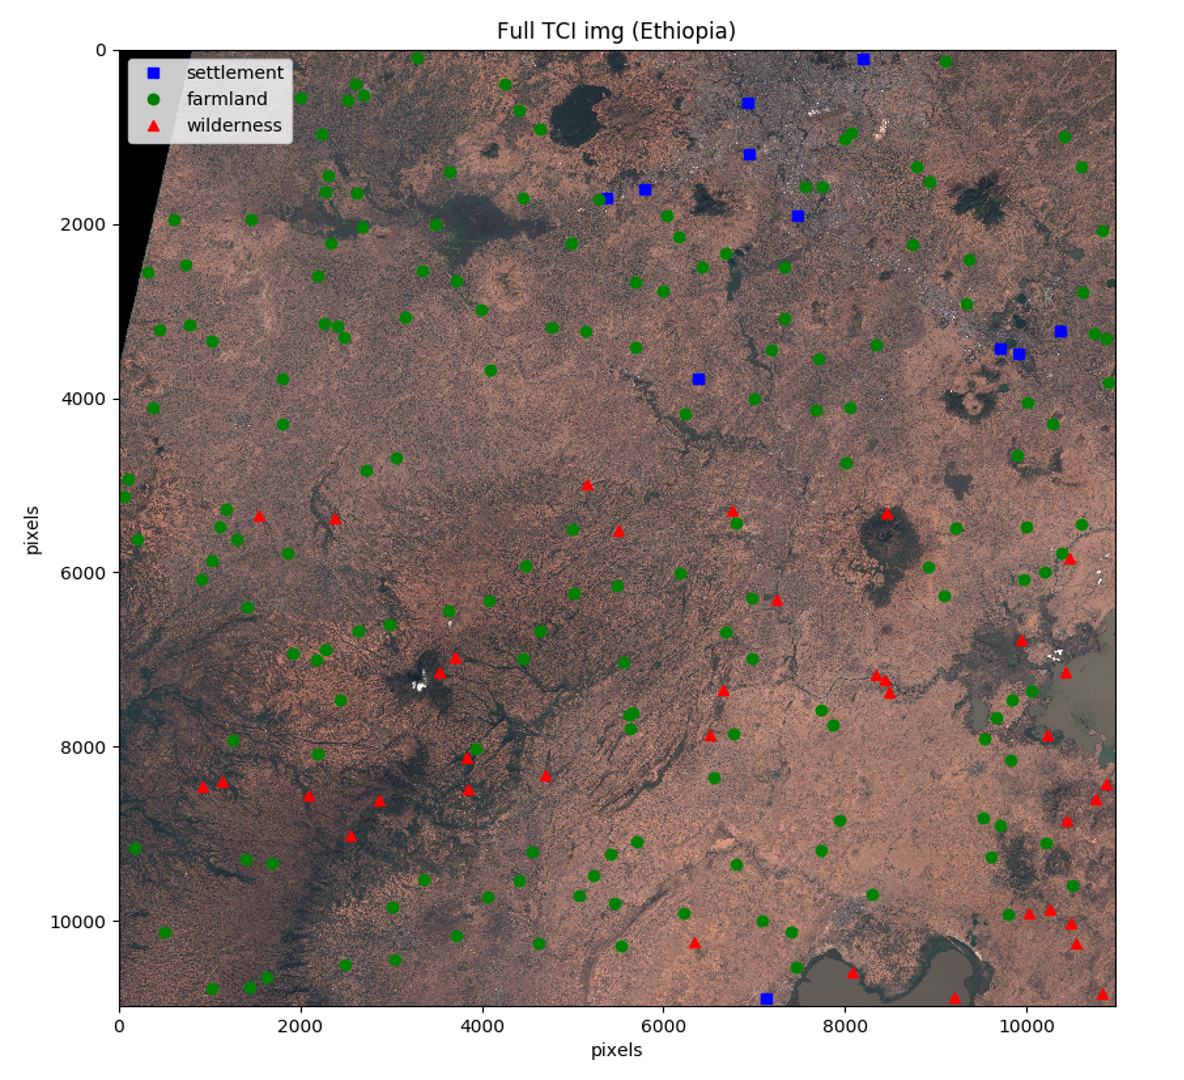 Full TCI img (Ethiopia)
settlement
farmland
wilderness
0
2000
4000
6000
8000
10000
pixels
0 2000 4000 6000 8000 10000
pixels